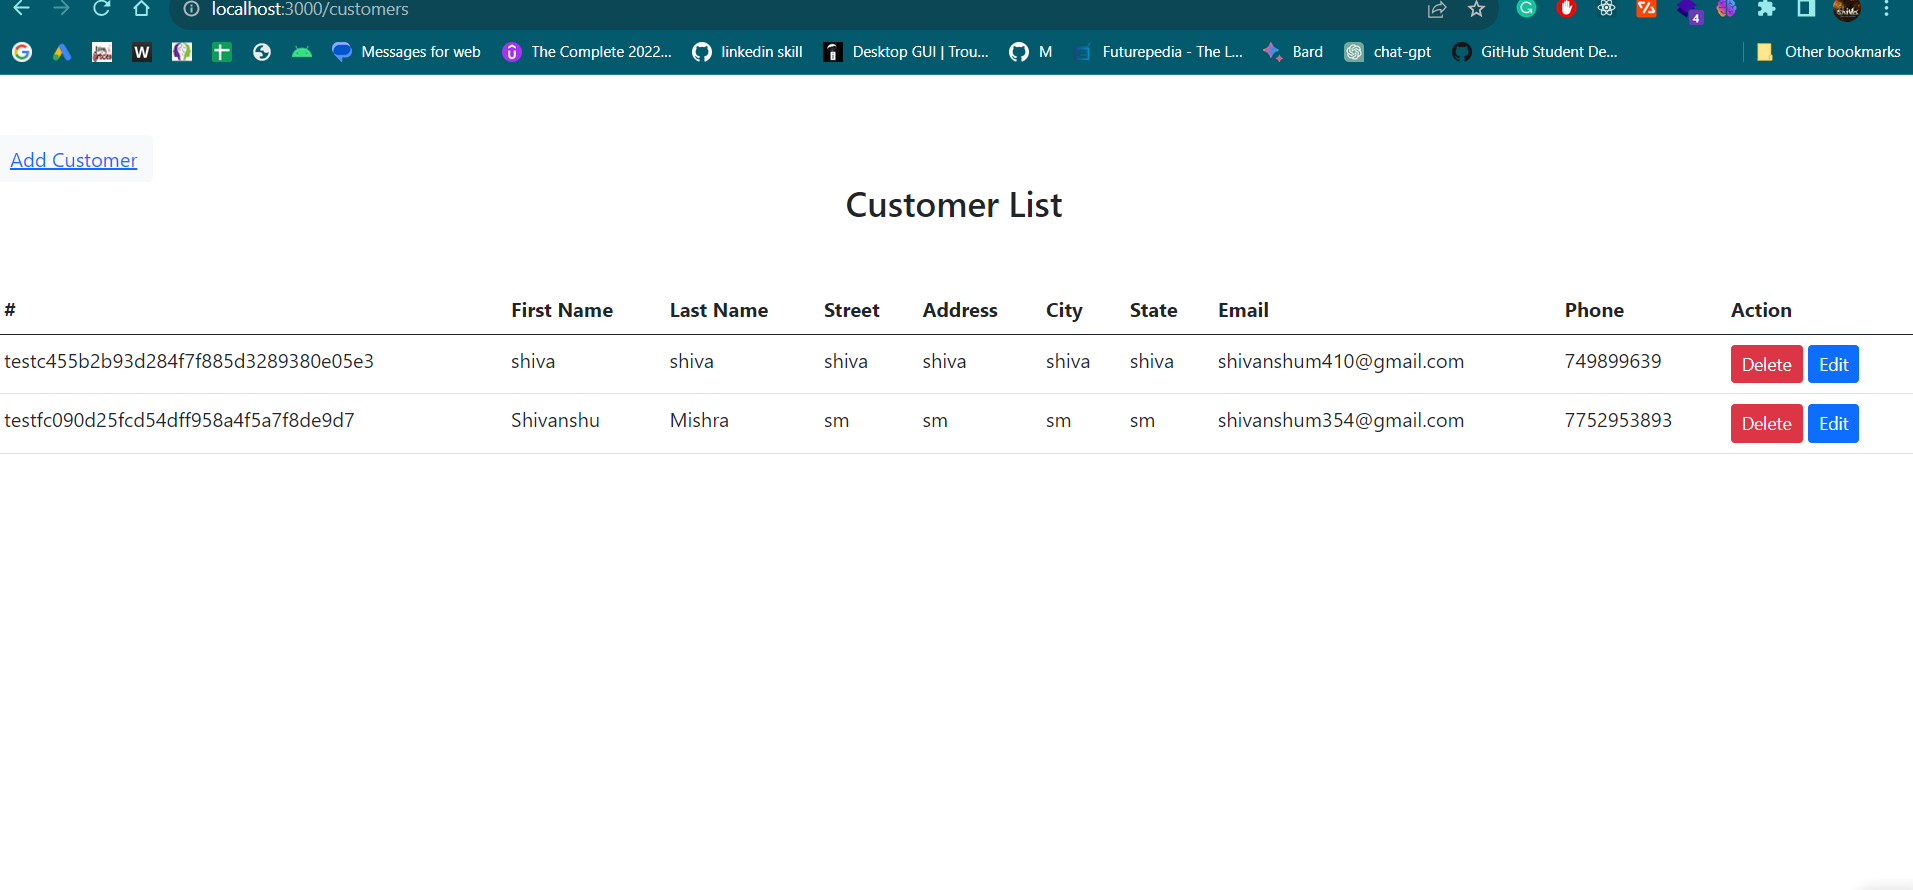 localhost:3000/customers
4
W
Messages for web
The Complete 2022...
linkedin skill
Desktop GUI | Trou...
M
Futurepedia - The L...
Bard
chat-gpt
GitHub Student De...
Other bookmarks
Add Customer
Customer List
# First Name Last Name Street Address City State Email Phone Action
testc455b2b93d284f7f885d3289380e05e3 shiva shiva shiva shiva shiva shiva shivanshum410@gmail.com 749899639 Delete Edit
testfc090d25fcd54dff958a4f5a7f8de9d7 Shivanshu Mishra sm sm sm sm shivanshum354@gmail.com 7752953893 Delete Edit